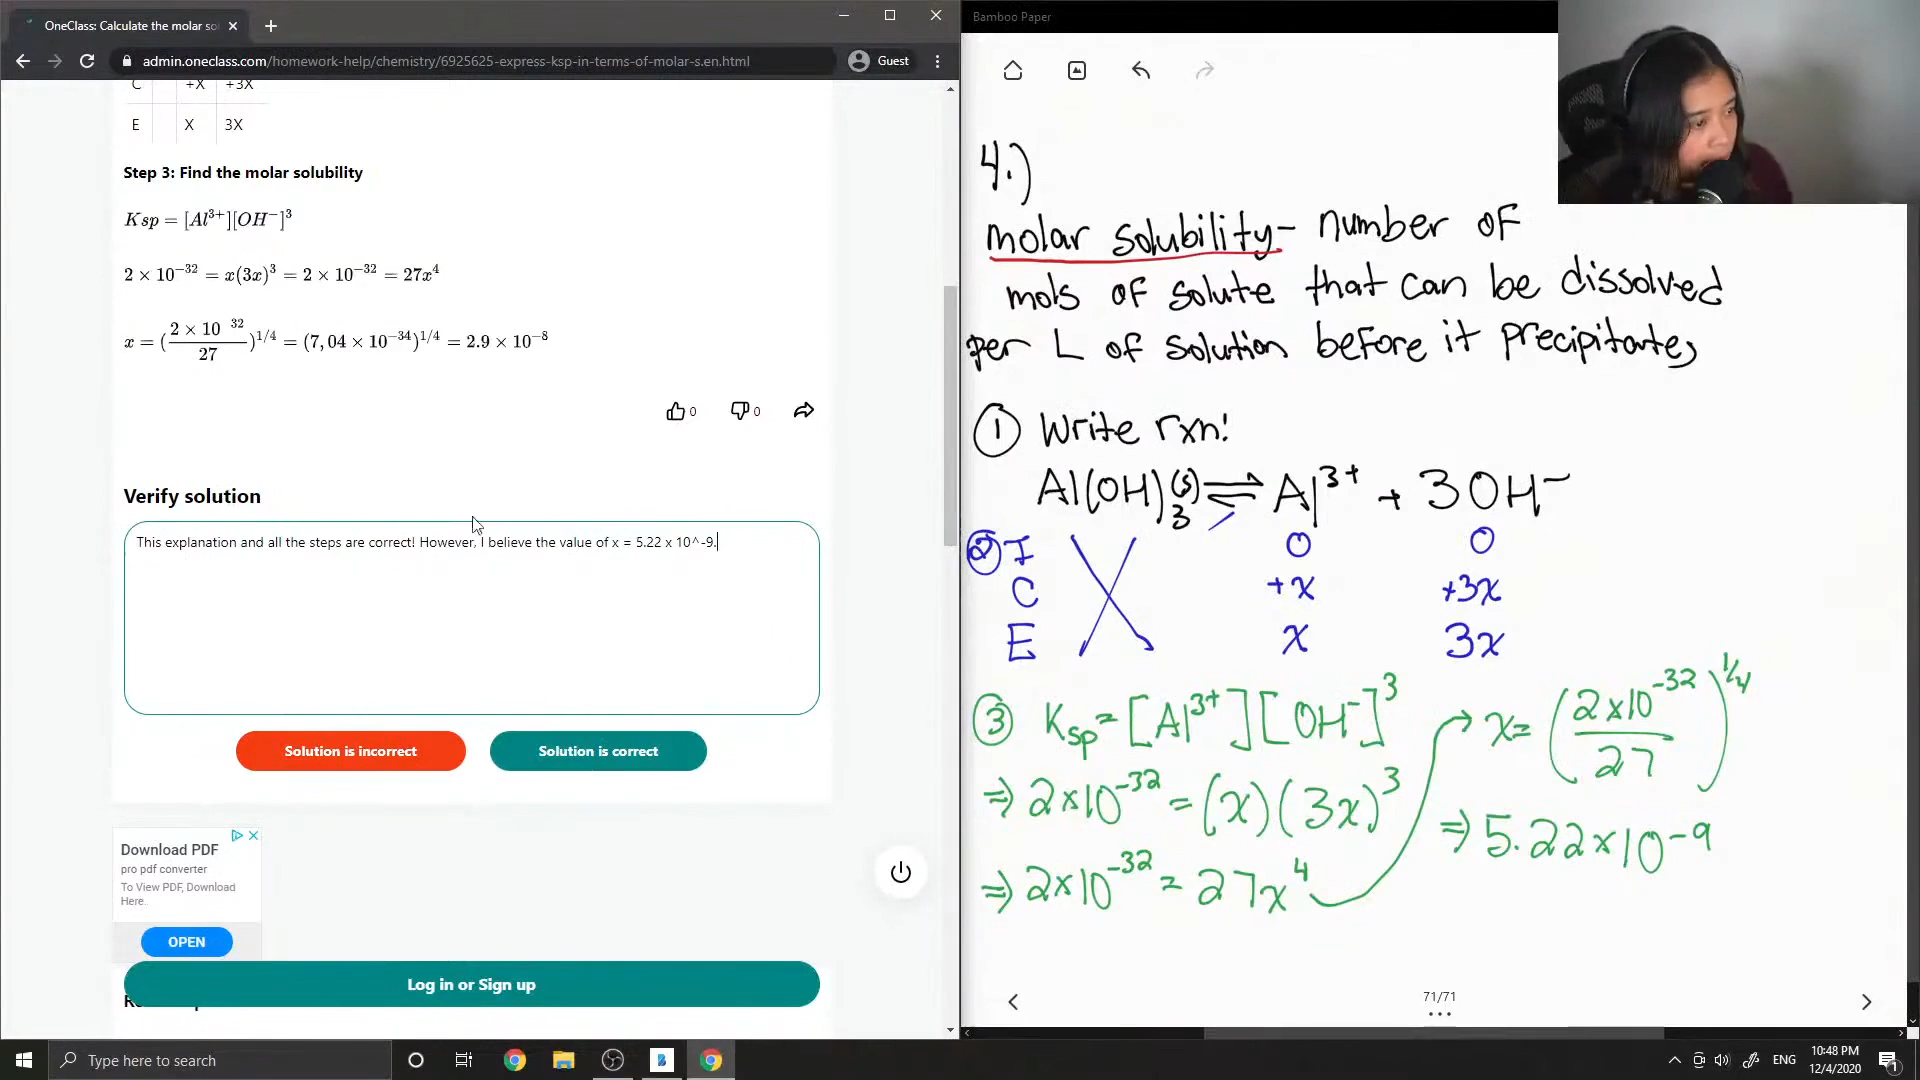 OneClass: Calculate the molar so
admin.oneclass.com/homework-help/chemistry/6925625-express-ksp-in-terms-of-molar-s.en.html
Guest
C +X +3X
E X 3X
Step 3: Find the molar solubility
Ksp = [Al³⁺][OH⁻]³
2 × 10⁻³² = x(3x)³ = 2 × 10⁻³² = 27x⁴
x = (2 × 10 ³²/27)^1/4 = (7,04 × 10⁻³⁴)^1/4 = 2.9 × 10⁻⁸
0
0
Verify solution
This explanation and all the steps are correct! However, I believe the value of x = 5.22 x 10^-9.
Solution is incorrect
Solution is correct
Download PDF
pro pdf converter
To View PDF, Download
Here.
OPEN
Log in or Sign up
Bamboo Paper
4.)
molar solubility- number of
mols of solute that can be dissolved
per L of solution before it precipitates
① Write rxn!
Al(OH)₃(s) ⇌ Al³⁺ + 3OH⁻
② I 0 0
C +x +3x
E x 3x
③ Ksp = [Al³⁺][OH⁻]³
⇒ 2x10⁻³² = (x)(3x)³
⇒ 2x10⁻³² = 27x⁴
→ x = (2x10⁻³²/27)^1/4
⇒ 5.22x10⁻⁹
71/71
Type here to search
ENG
10:48 PM
12/4/2020
1